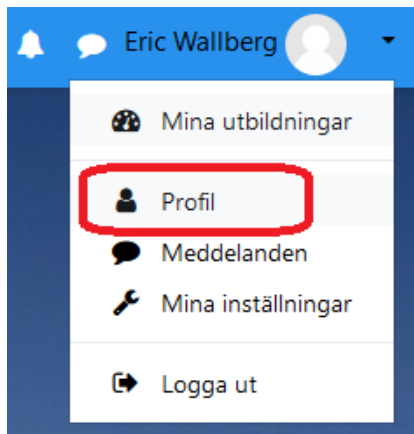 Eric Wallberg
Mina utbildningar
Profil
Meddelanden
Mina inställningar
Logga ut